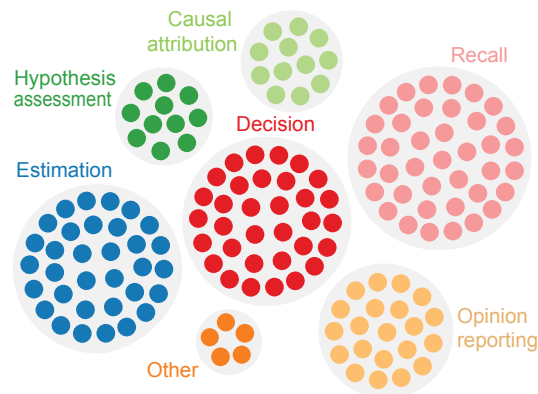 Causal
attribution
Recall
Hypothesis
assessment
Decision
Estimation
Opinion
reporting
Other